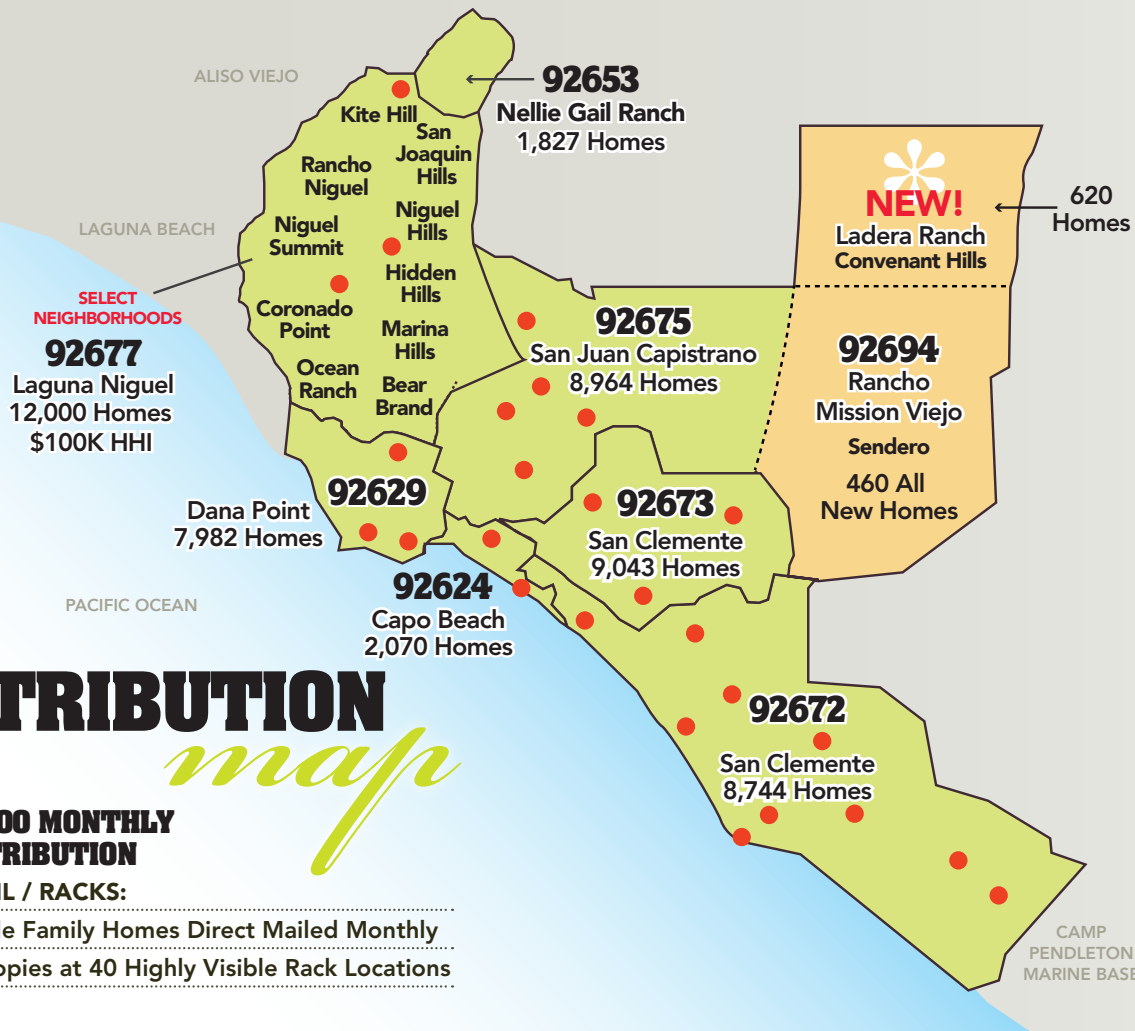 ALISO VIEJO
92653
Nellie Gail Ranch
1,827 Homes
Kite Hill
San
Joaquin
Hills
Rancho
Niguel
Niguel
Hills
Niguel
Summit
Hidden
Hills
Coronado
Point
Marina
Hills
Ocean
Ranch
Bear
Brand
LAGUNA BEACH
SELECT
NEIGHBORHOODS
92677
Laguna Niguel
12,000 Homes
$100K HHI
NEW!
Ladera Ranch
Convenant Hills
620
Homes
92675
San Juan Capistrano
8,964 Homes
92694
Rancho
Mission Viejo
Sendero
460 All
New Homes
92629
Dana Point
7,982 Homes
92673
San Clemente
9,043 Homes
92624
Capo Beach
2,070 Homes
PACIFIC OCEAN
92672
San Clemente
8,744 Homes
TRIBUTION
map
00 MONTHLY
TRIBUTION
IL / RACKS:
le Family Homes Direct Mailed Monthly
opies at 40 Highly Visible Rack Locations
CAMP
PENDLETON
MARINE BASE